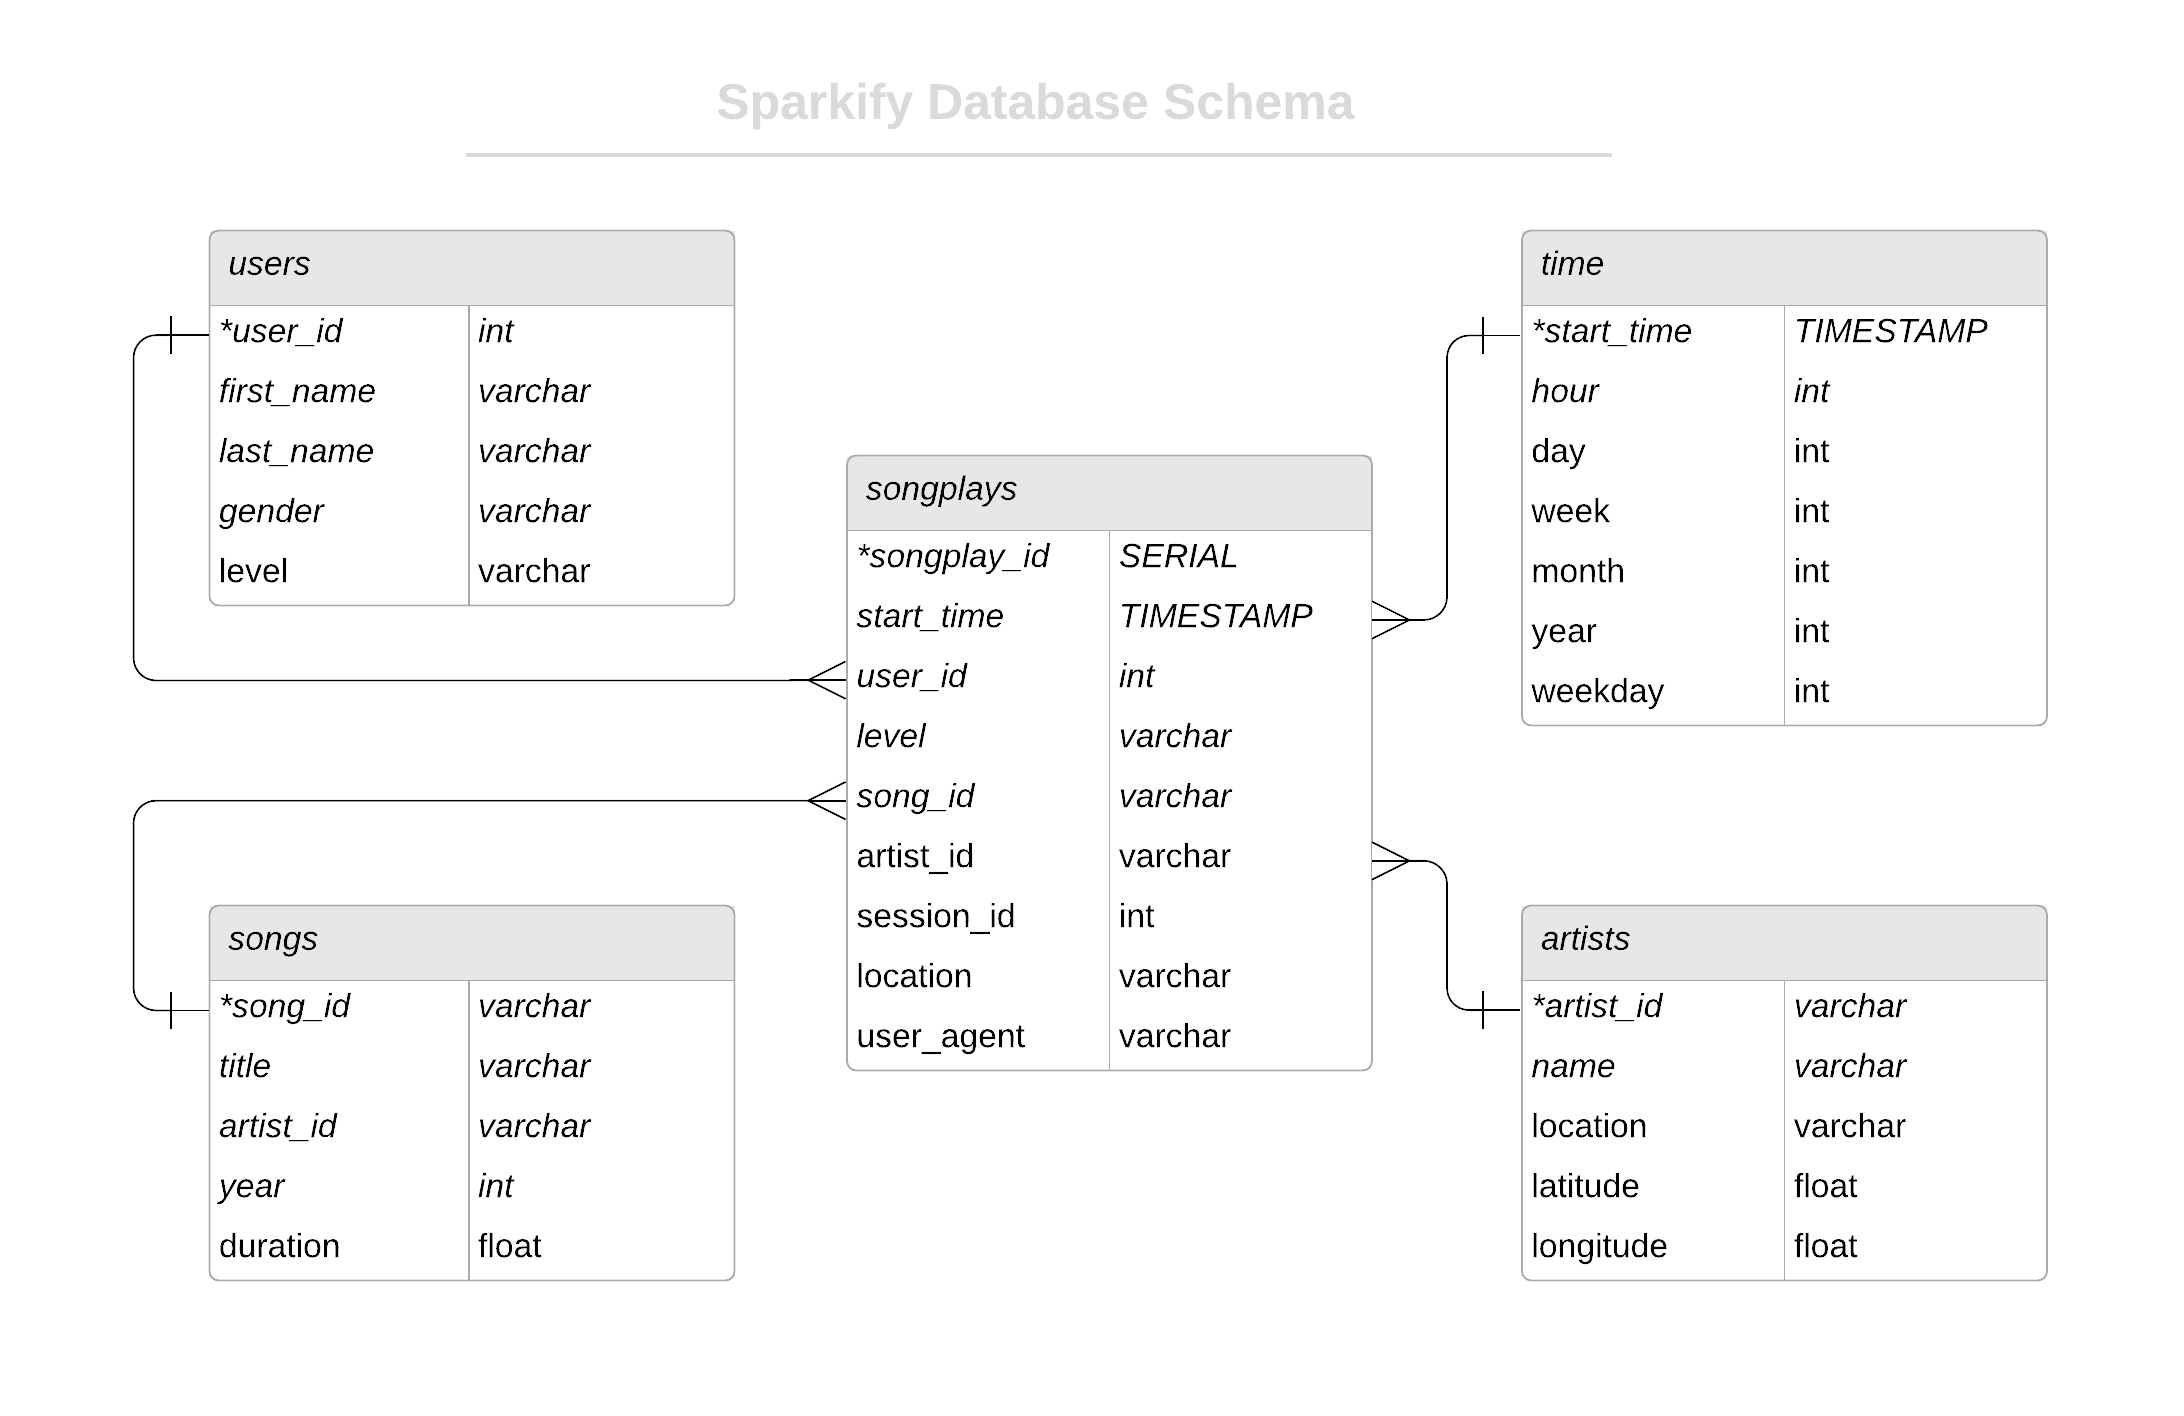 Sparkify Database Schema
users
*user_id int
first_name varchar
last_name varchar
gender varchar
level varchar
time
*start_time TIMESTAMP
hour int
day int
week int
month int
year int
weekday int
songplays
*songplay_id SERIAL
start_time TIMESTAMP
user_id int
level varchar
song_id varchar
artist_id varchar
session_id int
location varchar
user_agent varchar
songs
*song_id varchar
title varchar
artist_id varchar
year int
duration float
artists
*artist_id varchar
name varchar
location varchar
latitude float
longitude float